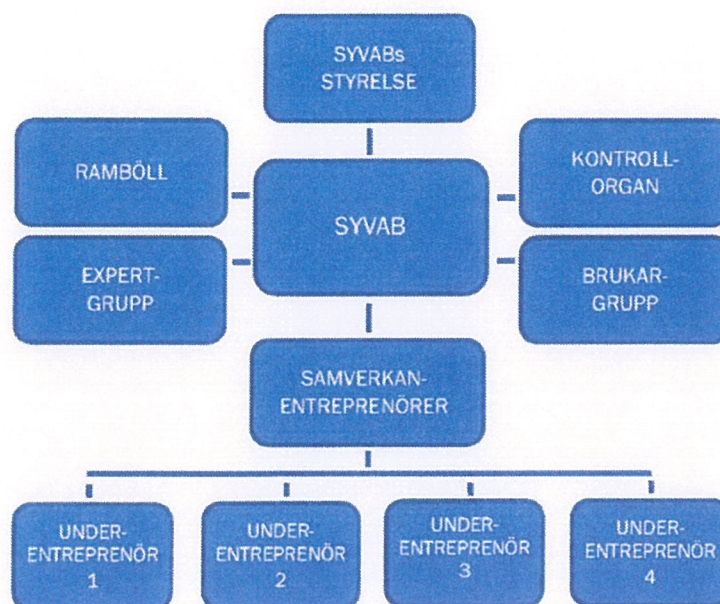 SYVABs
STYRELSE
RAMBÖLL
KONTROLL-
ORGAN
SYVAB
EXPERT-
GRUPP
BRUKAR-
GRUPP
SAMVERKAN-
ENTREPRENÖRER
UNDER-
ENTREPRENÖR
1
UNDER-
ENTREPRENÖR
2
UNDER-
ENTREPRENÖR
3
UNDER-
ENTREPRENÖR
4